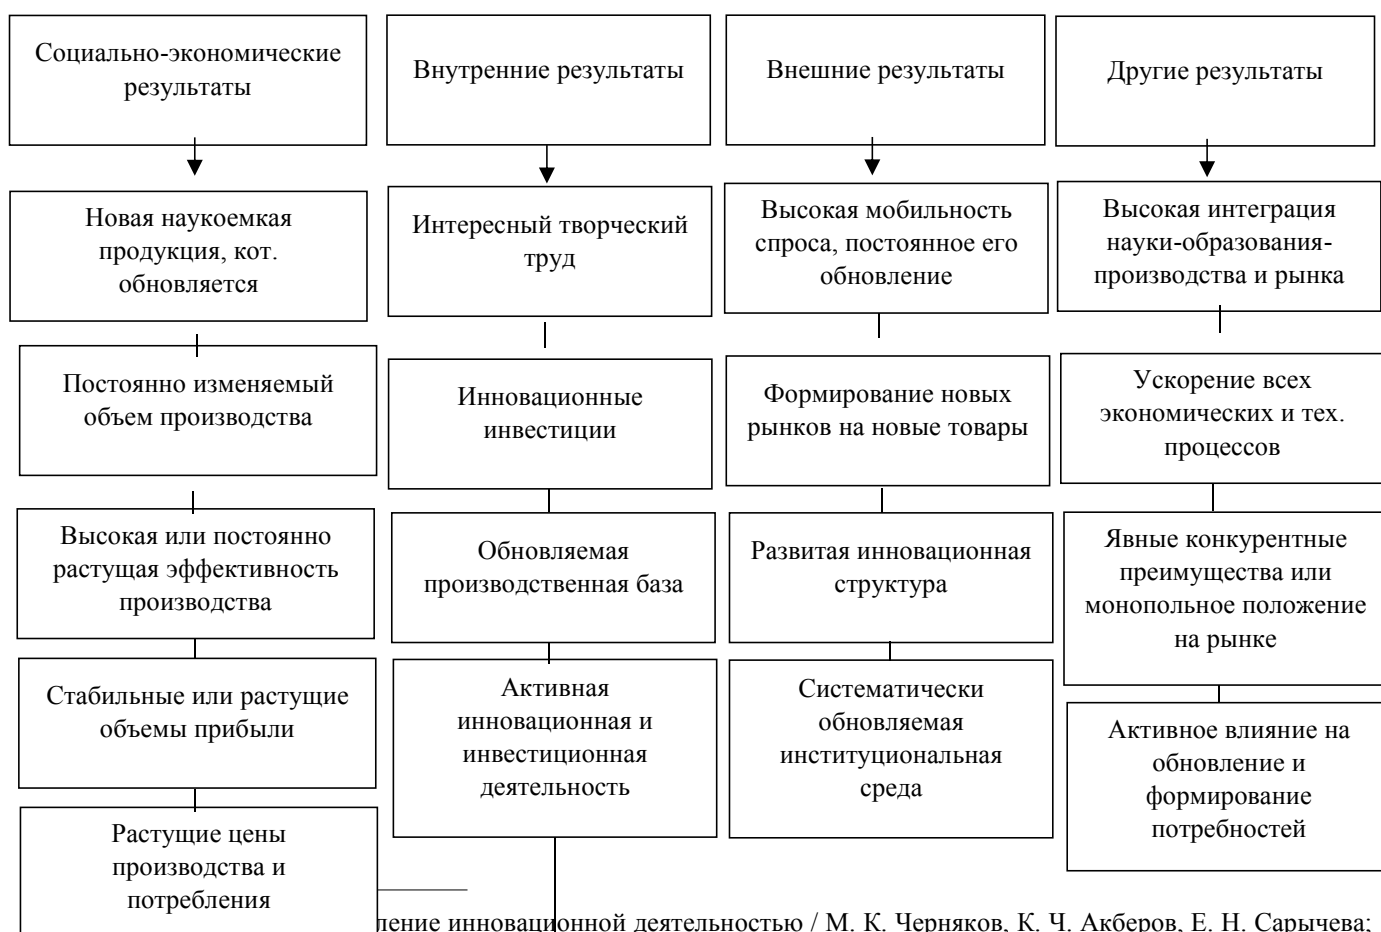 Социально-экономические
результаты
Внутренние результаты
Внешние результаты
Другие результаты
Новая наукоемкая
продукция, кот.
обновляется
Интересный творческий
труд
Высокая мобильность
спроса, постоянное его
обновление
Высокая интеграция
науки-образования-
производства и рынка
Постоянно изменяемый
объем производства
Инновационные
инвестиции
Формирование новых
рынков на новые товары
Ускорение всех
экономических и тех.
процессов
Высокая или постоянно
растущая эффективность
производства
Обновляемая
производственная база
Развитая инновационная
структура
Явные конкурентные
преимущества или
монопольное положение
на рынке
Стабильные или растущие
объемы прибыли
Активная
инновационная и
инвестиционная
деятельность
Систематически
обновляемая
институциональная
среда
Активное влияние на
обновление и
формирование
потребностей
Растущие цены
производства и
потребления
инновационной деятельностью / М. К. Черняков, К. Ч. Акберов, Е. Н. Сарычева;